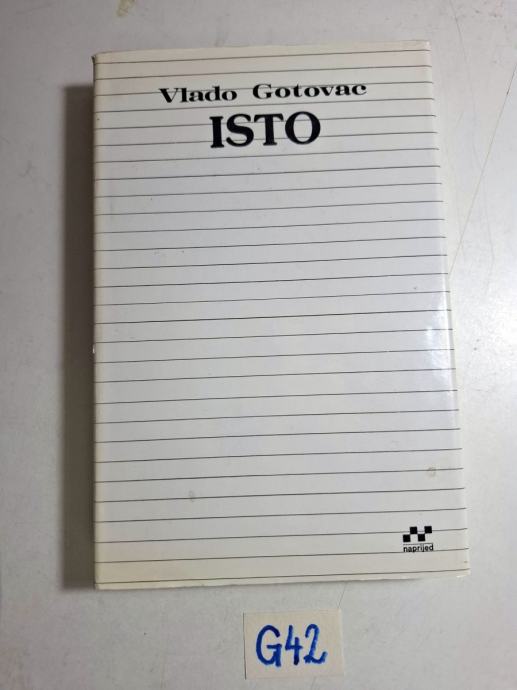 Vlado Gotovac
ISTO
naprijed
G42